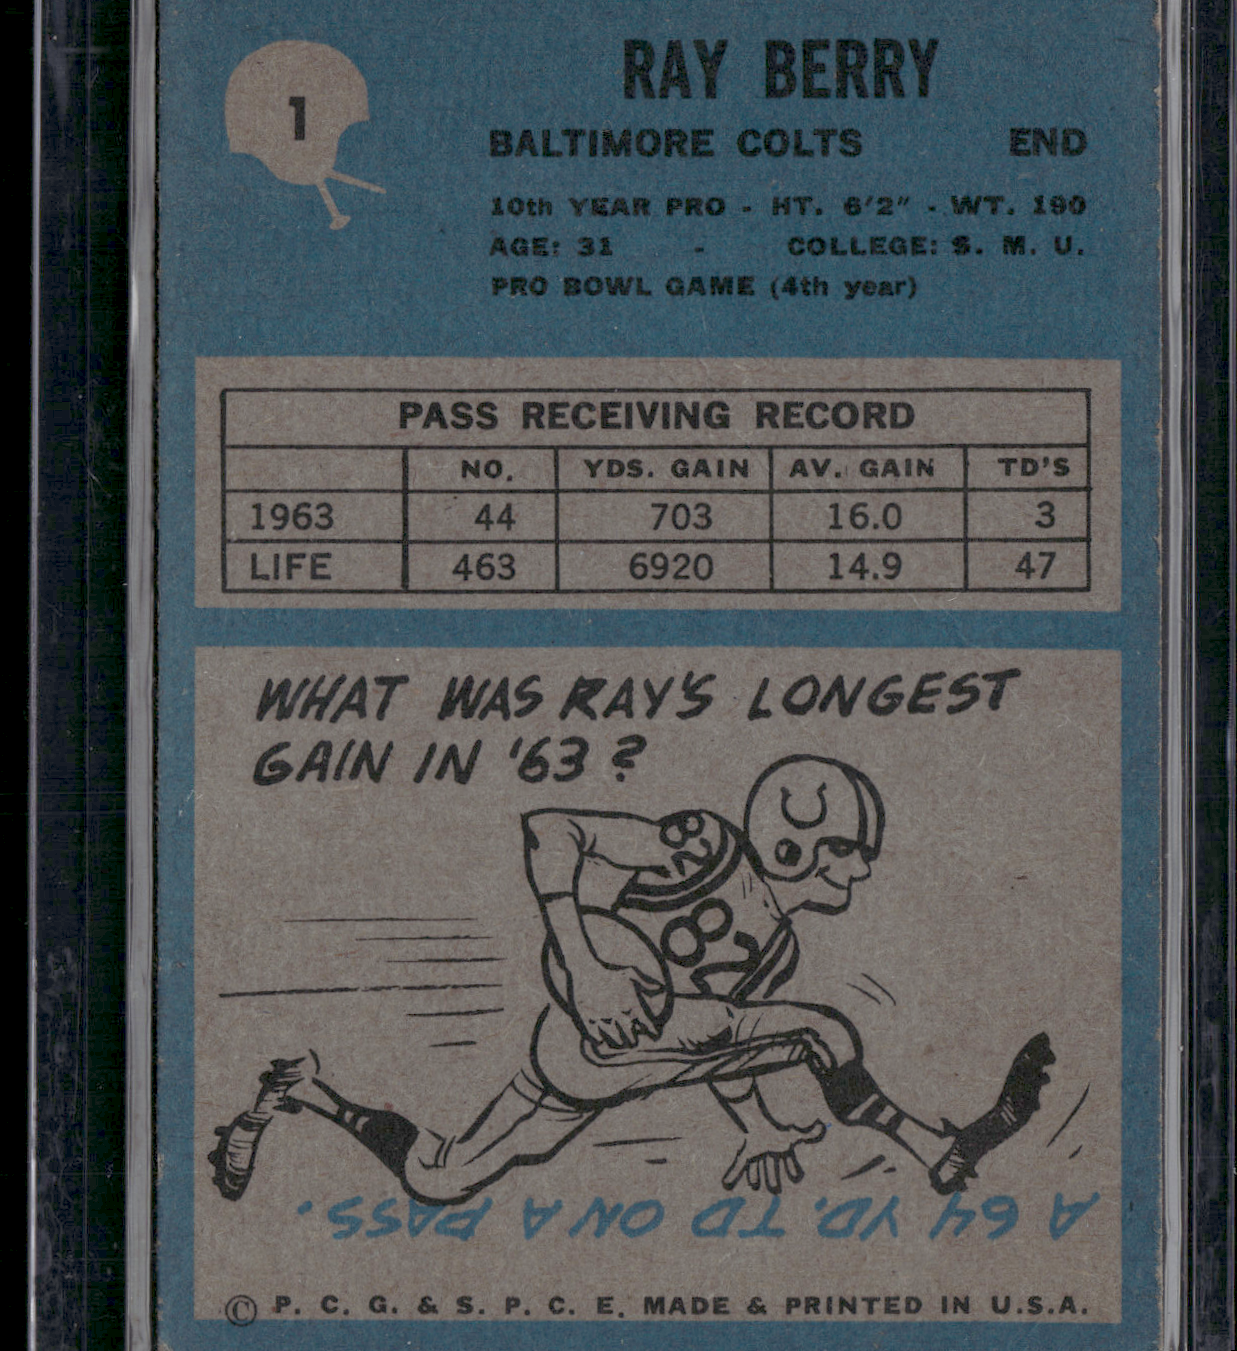 1
RAY BERRY
BALTIMORE COLTS END
10th YEAR PRO - HT. 6'2" - WT. 190
AGE: 31 - COLLEGE: S. M. U.
PRO BOWL GAME (4th year)
PASS RECEIVING RECORD
NO. YDS. GAIN AV. GAIN TD'S
1963 44 703 16.0 3
LIFE 463 6920 14.9 47
WHAT WAS RAY'S LONGEST
GAIN IN '63 ?
82
82
A 64 YD. TD ON A PASS.
© P. C. G. & S. P. C. E. MADE & PRINTED IN U.S.A.